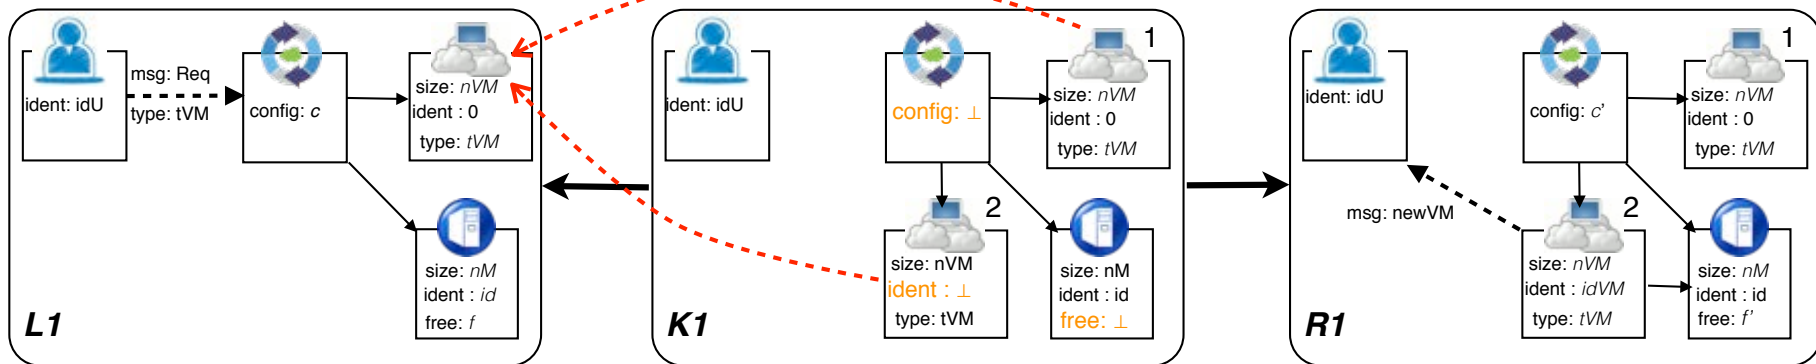 msg: Req
type: tVM
ident: idU
config: c
size: nVM
ident : 0
type: tVM
size: nM
ident : id
free: f
L1
ident: idU
config: ⊥
1
size: nVM
ident : 0
type: tVM
2
size: nVM
ident : ⊥
type: tVM
size: nM
ident : id
free: ⊥
K1
ident: idU
config: c'
1
size: nVM
ident : 0
type: tVM
msg: newVM
2
size: nVM
ident : idVM
type: tVM
size: nM
ident : id
free: f'
R1